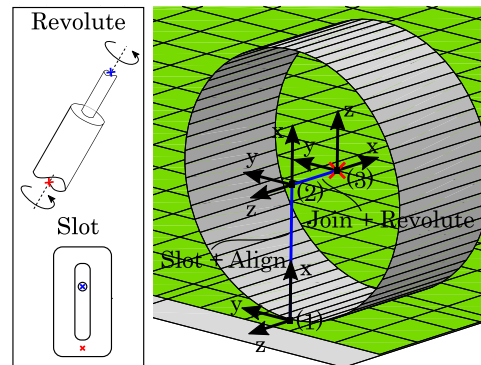 Revolute
Slot
z
x
x
y
y
(3)
(2)
z
Join + Revolute
Slot + Align
x
y
(1)
z